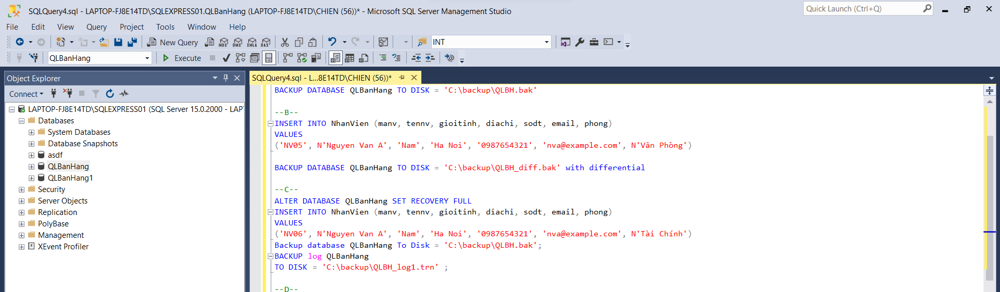 SQLQuery4.sql - LAPTOP-FJ8E14TD\SQLEXPRESS01.QLBanHang (LAPTOP-FJ8E14TD\CHIEN (56))* - Microsoft SQL Server Management Studio
Quick Launch (Ctrl+Q)
File Edit View Query Project Tools Window Help
New Query MDX DMX XMLA DAX INT
QLBanHang Execute
Object Explorer
SQLQuery4.sql - L...8E14TD\CHIEN (56))*
Connect
LAPTOP-FJ8E14TD\SQLEXPRESS01 (SQL Server 15.0.2000 - LAP
Databases
System Databases
Database Snapshots
asdf
QLBanHang
QLBanHang1
Security
Server Objects
Replication
PolyBase
Management
XEvent Profiler
BACKUP DATABASE QLBanHang TO DISK = 'C:\backup\QLBH.bak'
--B--
INSERT INTO NhanVien (manv, tennv, gioitinh, diachi, sodt, email, phong)
VALUES
('NV05', N'Nguyen Van A', 'Nam', 'Ha Noi', '0987654321', 'nva@example.com', N'Văn Phòng')
BACKUP DATABASE QLBanHang TO DISK = 'C:\backup\QLBH_diff.bak' with differential
--C--
ALTER DATABASE QLBanHang SET RECOVERY FULL
INSERT INTO NhanVien (manv, tennv, gioitinh, diachi, sodt, email, phong)
VALUES
('NV06', N'Nguyen Van A', 'Nam', 'Ha Noi', '0987654321', 'nva@example.com', N'Tài Chính')
Backup database QLBanHang To Disk = 'C:\backup\QLBH.bak';
BACKUP log QLBanHang
TO DISK = 'C:\backup\QLBH_log1.trn' ;
--D--